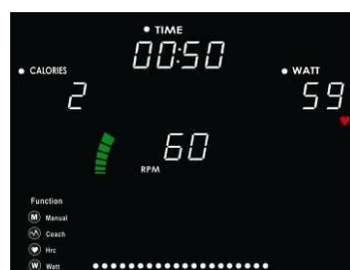 TIME
00:50
CALORIES
WATT
2
59
60
RPM
Function
M Manual
Coach
Hrc
W Watt